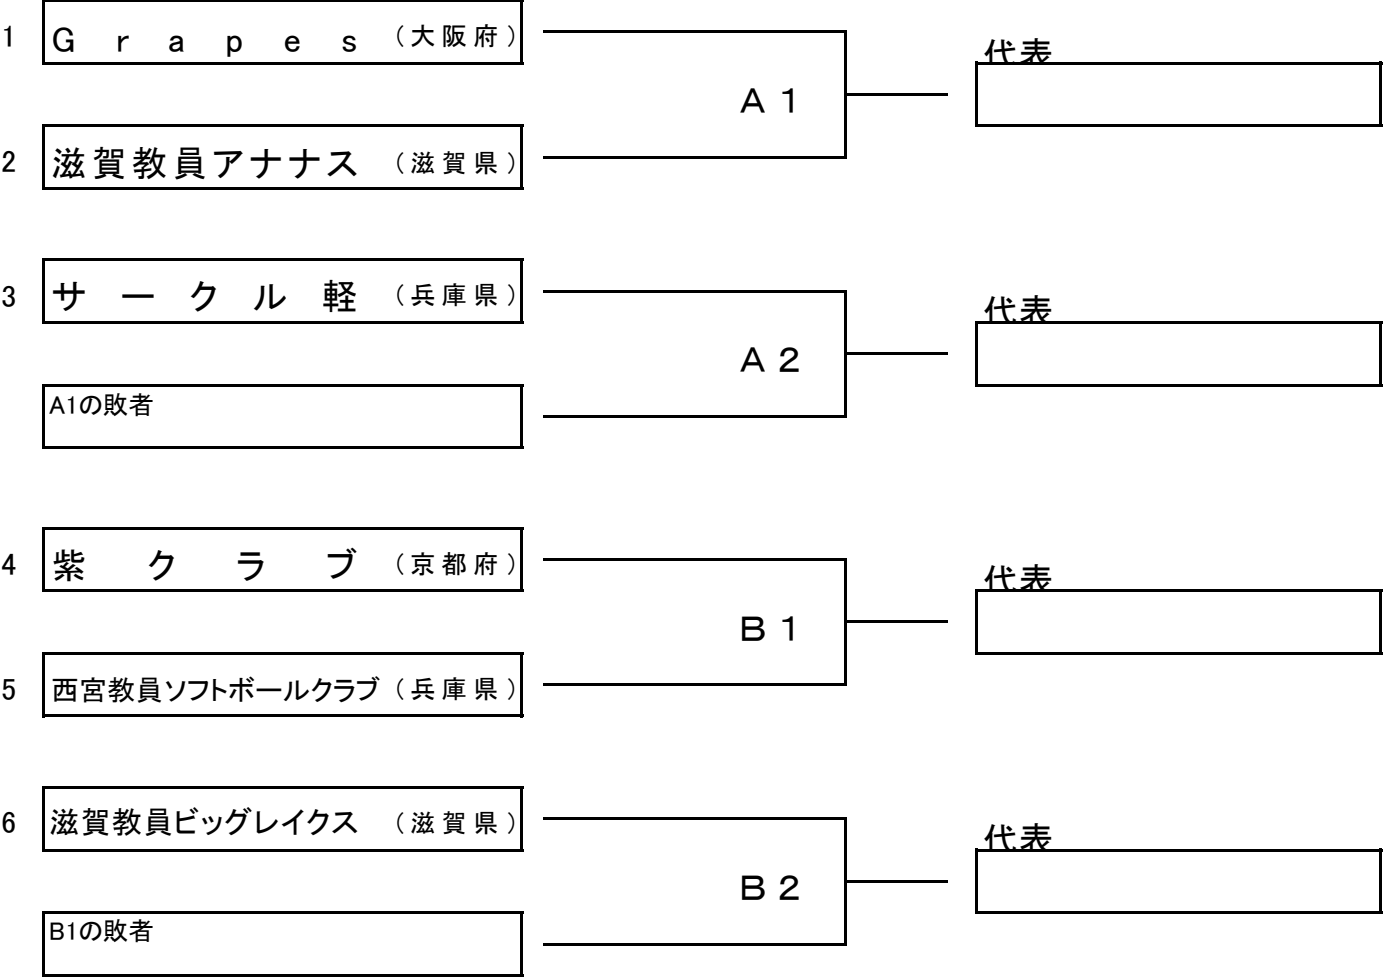 1 Grapes （大阪府）
代表
A1
2 滋賀教員アナナス （滋賀県）
3 サークル軽 （兵庫県）
代表
A2
A1の敗者
4 紫クラブ （京都府）
代表
B1
5 西宮教員ソフトボールクラブ （兵庫県）
6 滋賀教員ビッグレイクス （滋賀県）
代表
B2
B1の敗者